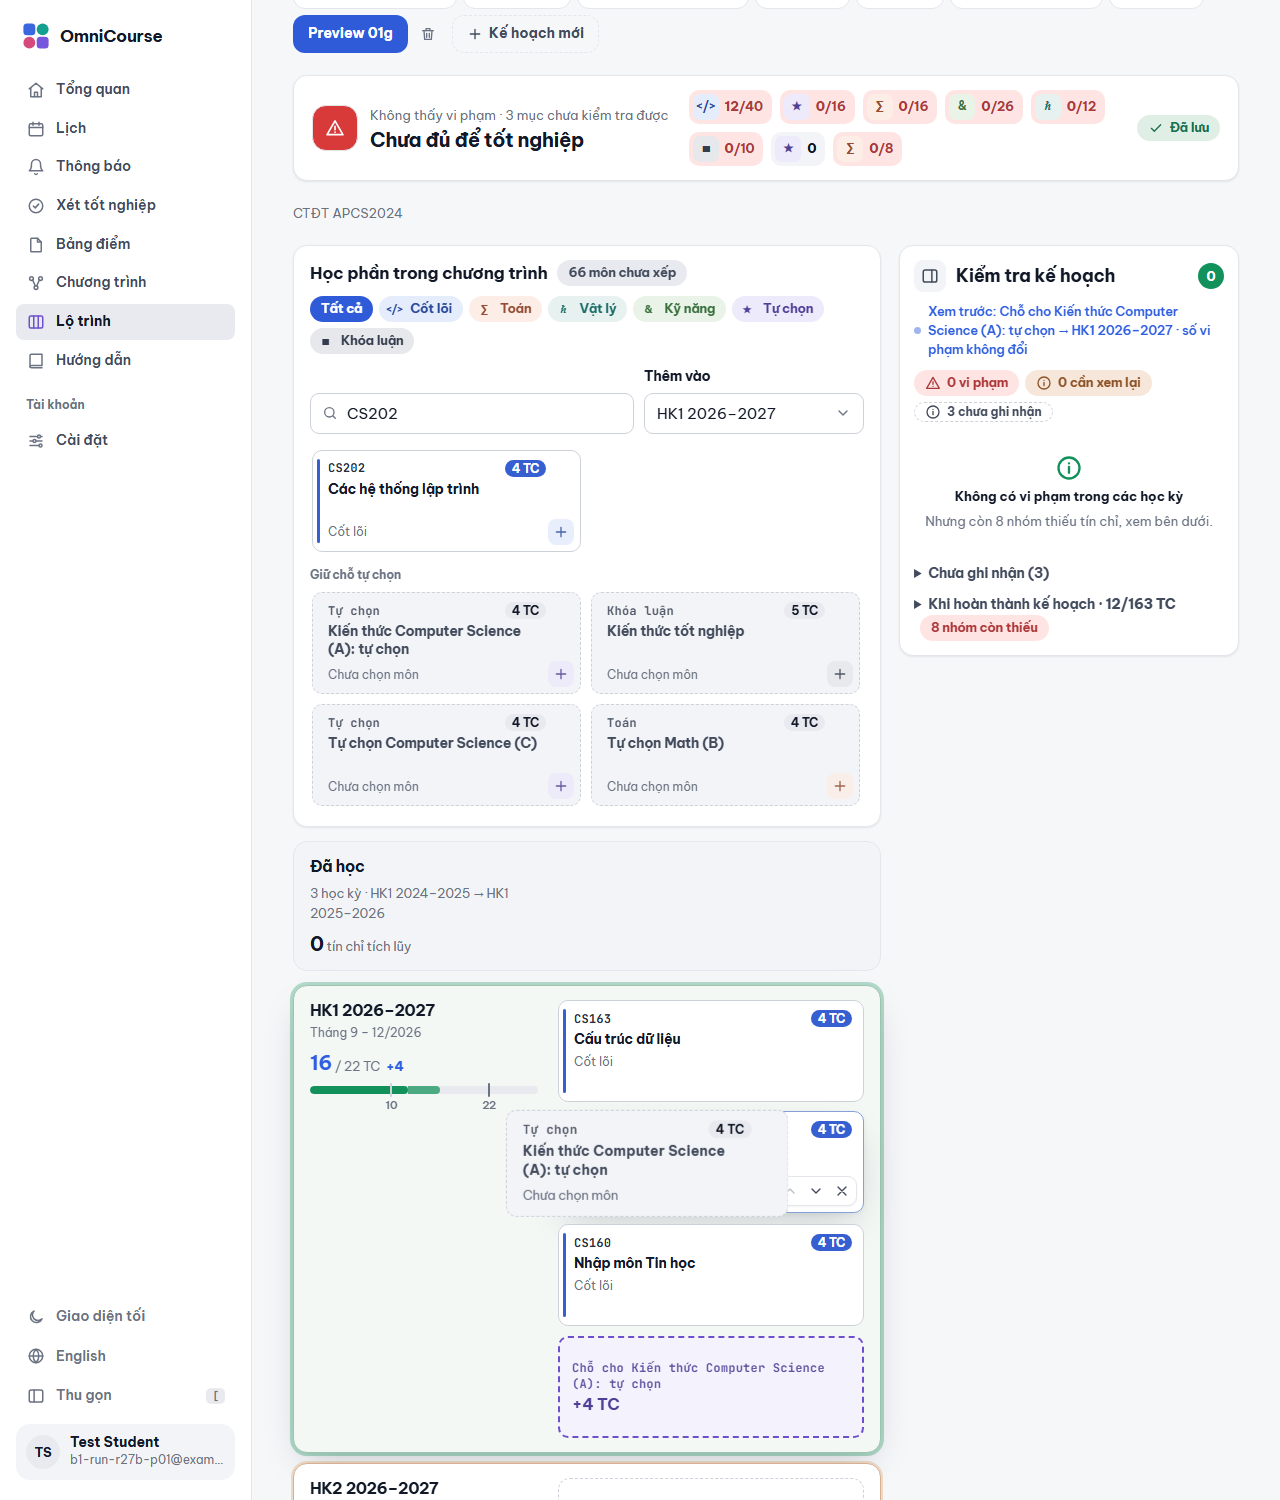 OmniCourse
Tổng quan
Lịch
Thông báo
Xét tốt nghiệp
Bảng điểm
Chương trình
Lộ trình
Hướng dẫn
Tài khoản
Cài đặt
Giao diện tối
English
Thu gọn
[
TS
Test Student
b1-run-r27b-p01@exam...
Preview 01g
Kế hoạch mới
Không thấy vi phạm · 3 mục chưa kiểm tra được
Chưa đủ để tốt nghiệp
</> 12/40
★ 0/16
∑ 0/16
& 0/26
ħ 0/12
■ 0/10
★ 0
∑ 0/8
Đã lưu
CTĐT APCS2024
Học phần trong chương trình
66 môn chưa xếp
Tất cả
</> Cốt lõi
∑ Toán
ħ Vật lý
& Kỹ năng
★ Tự chọn
■ Khóa luận
Thêm vào
CS202
HK1 2026–2027
CS202
4 TC
Các hệ thống lập trình
Cốt lõi
Giữ chỗ tự chọn
Tự chọn
4 TC
Kiến thức Computer Science
(A): tự chọn
Chưa chọn môn
Khóa luận
5 TC
Kiến thức tốt nghiệp
Chưa chọn môn
Tự chọn
4 TC
Tự chọn Computer Science (C)
Chưa chọn môn
Toán
4 TC
Tự chọn Math (B)
Chưa chọn môn
Đã học
3 học kỳ · HK1 2024–2025 → HK1
2025–2026
0 tín chỉ tích lũy
HK1 2026–2027
Tháng 9 – 12/2026
16 / 22 TC +4
10
22
CS163
4 TC
Cấu trúc dữ liệu
Cốt lõi
4 TC
Tự chọn
4 TC
Kiến thức Computer Science
(A): tự chọn
Chưa chọn môn
CS160
4 TC
Nhập môn Tin học
Cốt lõi
Chỗ cho Kiến thức Computer Science
(A): tự chọn
+4 TC
HK2 2026–2027
Kiểm tra kế hoạch
0
Xem trước: Chỗ cho Kiến thức Computer
Science (A): tự chọn → HK1 2026–2027 · số vi
phạm không đổi
0 vi phạm
0 cần xem lại
3 chưa ghi nhận
Không có vi phạm trong các học kỳ
Nhưng còn 8 nhóm thiếu tín chỉ, xem bên dưới.
Chưa ghi nhận (3)
Khi hoàn thành kế hoạch · 12/163 TC
8 nhóm còn thiếu